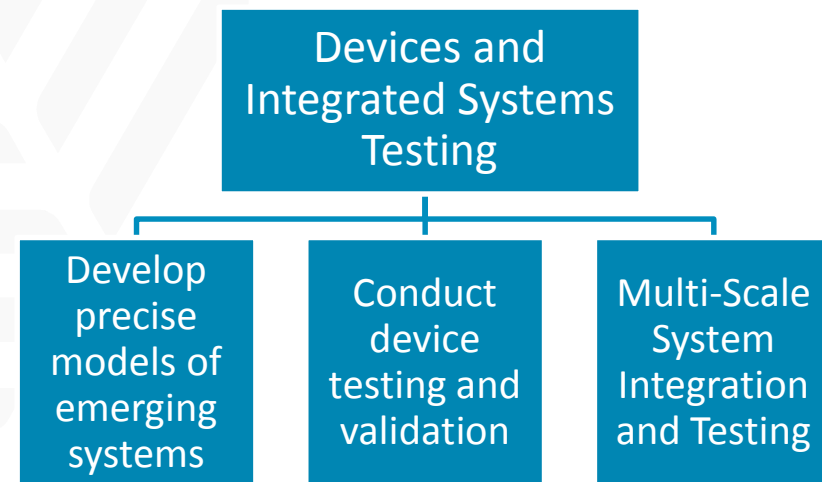 Devices and
Integrated Systems
Testing
Develop
precise
models of
emerging
systems
Conduct
device
testing and
validation
Multi-Scale
System
Integration
and Testing